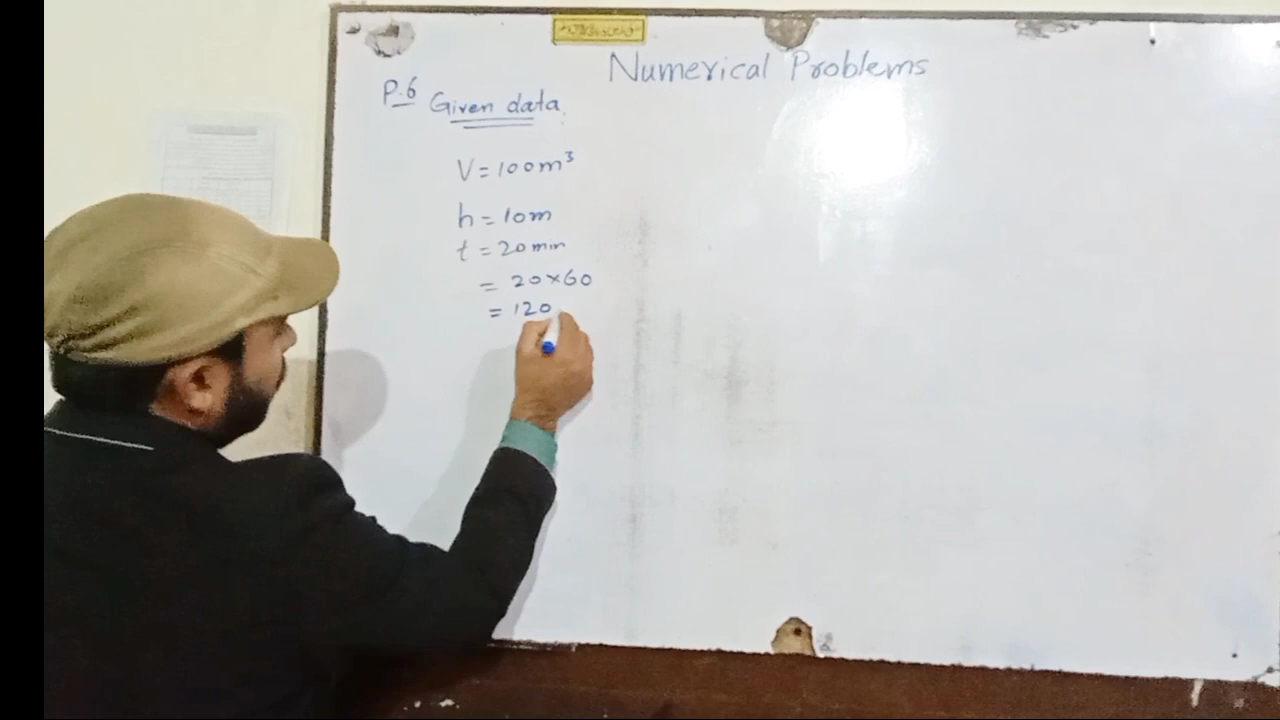 Numerical Problems
P.6 Given data
V = 100m³
h = 10m
t = 20min
= 20×60
= 120